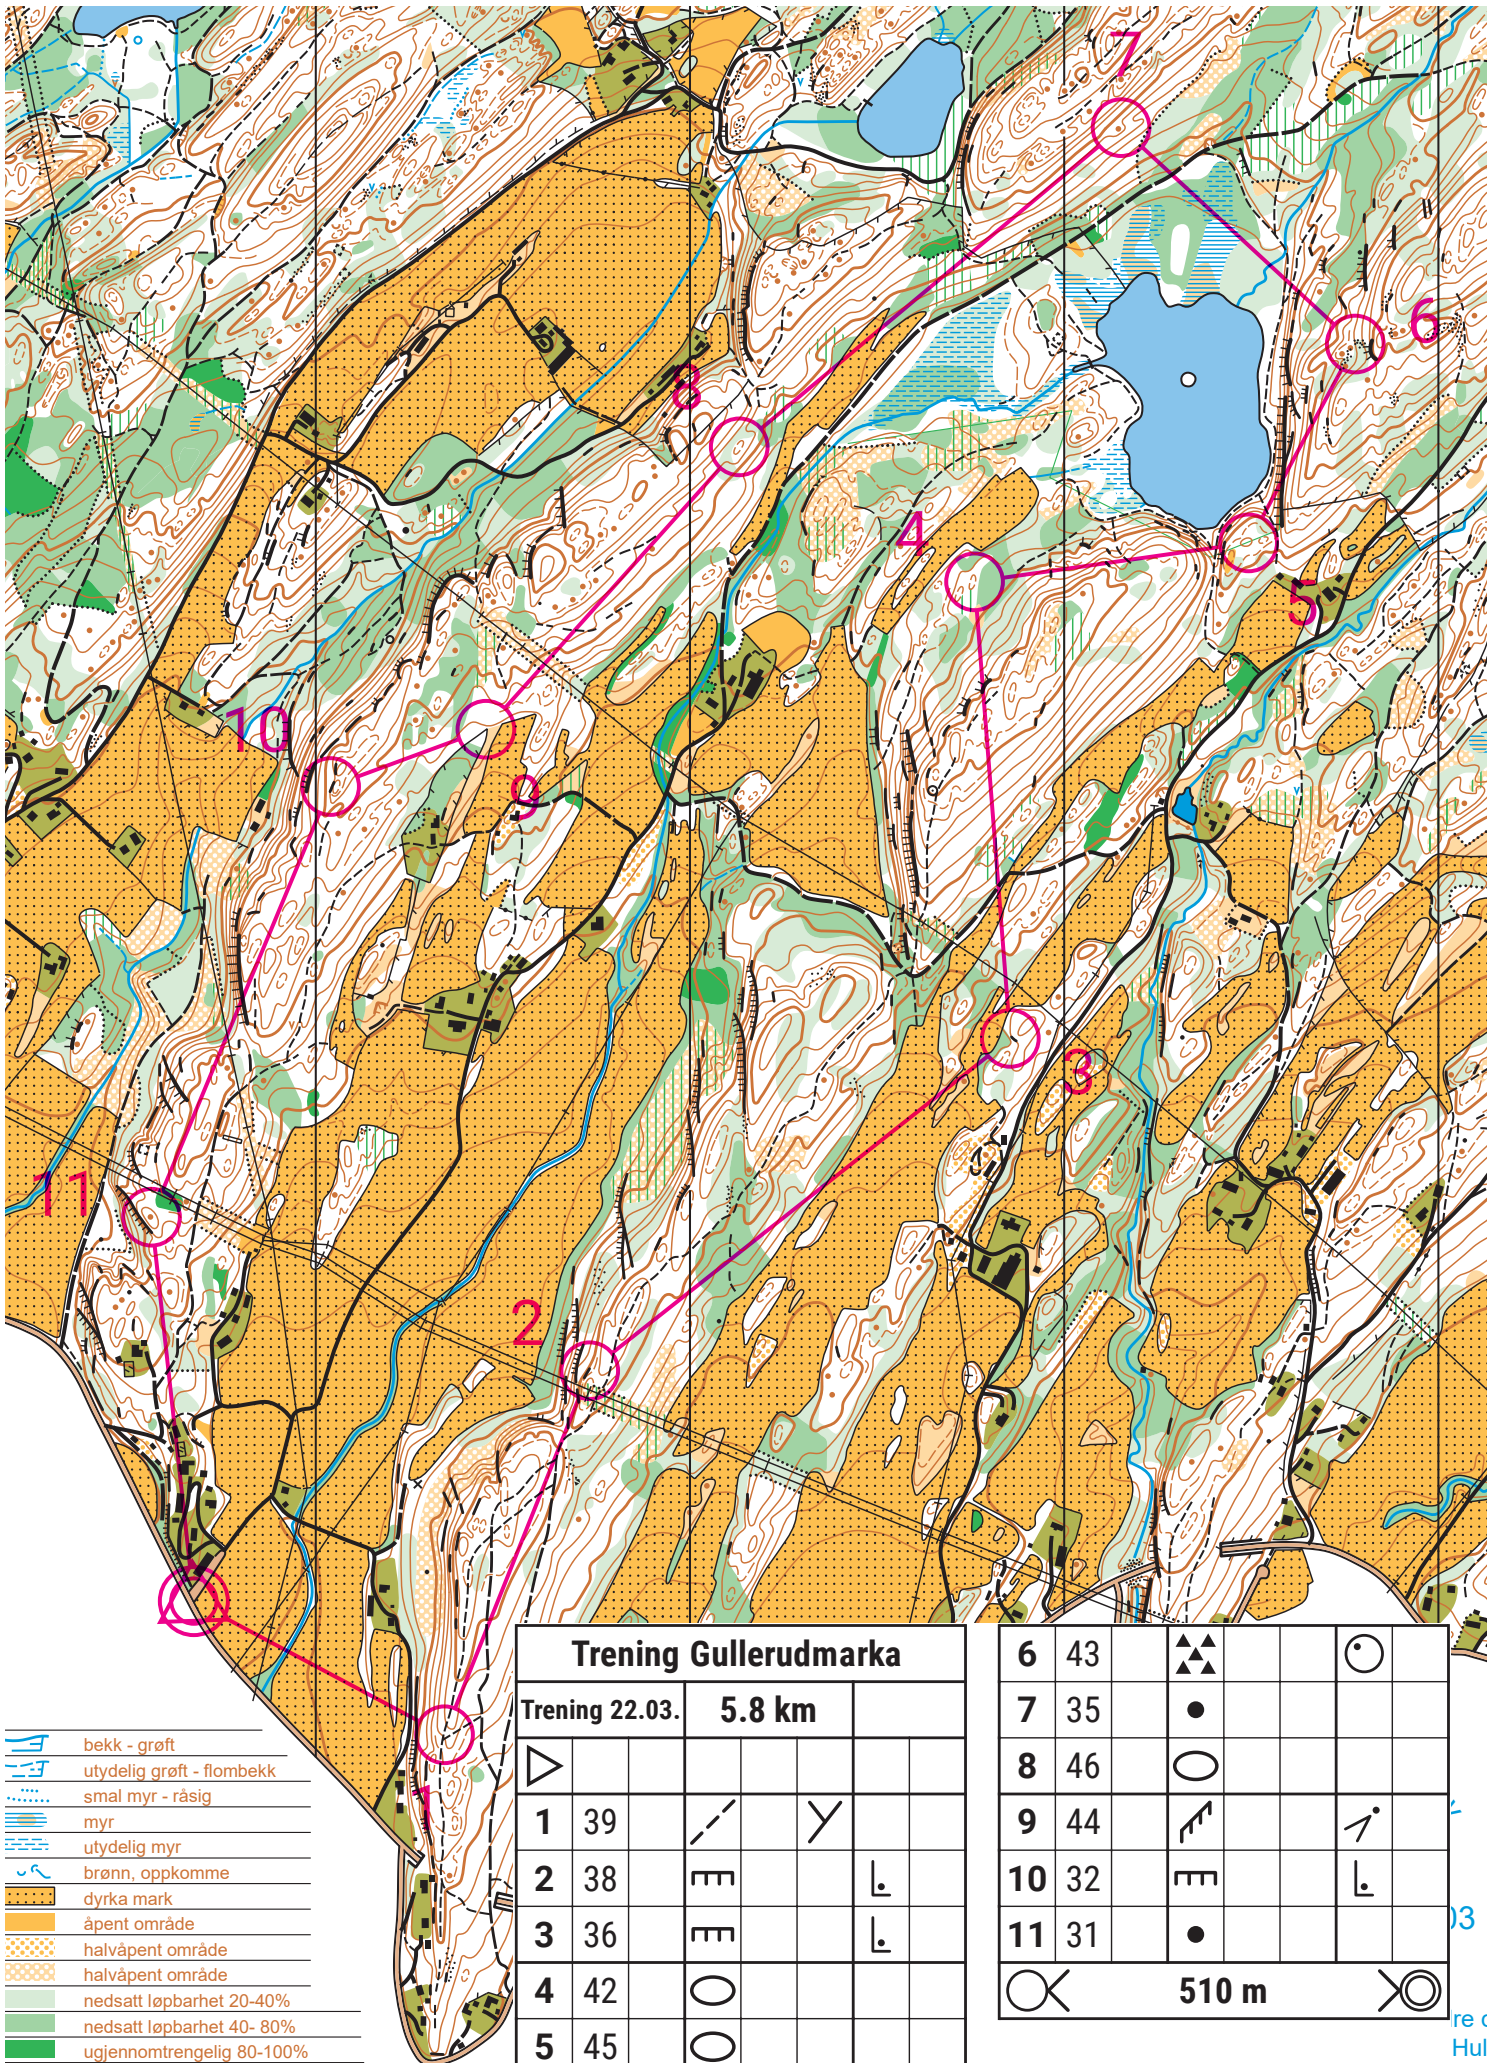 7
6
8
4
5
10
9
3
11
2
1
Trening Gullerudmarka
Trening 22.03. 5.8 km
1 39
2 38
3 36
4 42
5 45
6 43
7 35
8 46
9 44
10 32
11 31
510 m
bekk - grøft
utydelig grøft - flombekk
smal myr - råsig
myr
utydelig myr
brønn, oppkomme
dyrka mark
åpent område
halvåpent område
halvåpent område
nedsatt løpbarhet 20-40%
nedsatt løpbarhet 40- 80%
ugjennomtrengelig 80-100%
03
Hul